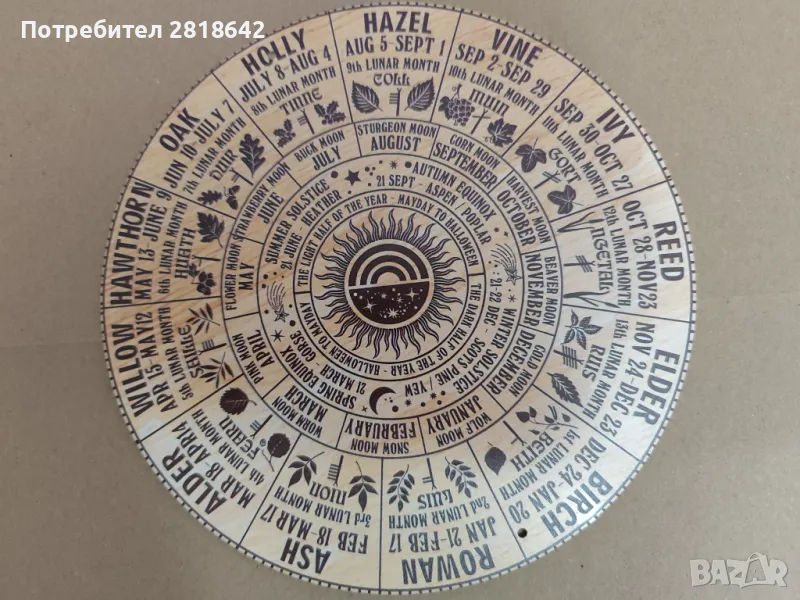 Потребител 2818642
HAZEL
AUG 5-SEPT 1
9th LUNAR MONTH
COLL
VINE
SEP 2-SEP 29
10th LUNAR MONTH
MUIN
IVY
SEP 30-OCT 27
11th LUNAR MONTH
GORT
REED
OCT 28-NOV23
12th LUNAR MONTH
NGETAL
ELDER
NOV 24-DEC 23
13th LUNAR MONTH
RUIS
BIRCH
DEC 24-JAN 20
1st LUNAR MONTH
BEITH
ROWAN
JAN 21-FEB 17
2nd LUNAR MONTH
LUIS
ASH
FEB 18-MAR 17
3rd LUNAR MONTH
NION
ALDER
MAR 18-APRI4
4th LUNAR MONTH
FEARN
WILLOW
APR 15-MAY12
5th LUNAR MONTH
SAILLE
HAWTHORN
MAY 13-JUNE 9
6th LUNAR MONTH
HUATH
OAK
JUN 10-JULY 7
7th LUNAR MONTH
DUIR
HOLLY
JULY 8-AUG 4
8th LUNAR MONTH
TINNE
STURGEON MOON
AUGUST
CORN MOON
SEPTEMBER
HARVEST MOON
OCTOBER
BEAVER MOON
NOVEMBER
COLD MOON
DECEMBER
WOLF MOON
JANUARY
SNOW MOON
FEBRUARY
WORM MOON
MARCH
PINK MOON
APRIL
FLOWER MOON
MAY
STRAWBERRY MOON
JUNE
BUCK MOON
JULY
AUTUMN EQUINOX
21 SEPT - ASPEN / POPLAR
WINTER SOLSTICE
21-22 DEC - SCOTS PINE / YEW
SPRING EQUINOX
21 MARCH - GORSE
SUMMER SOLSTICE
21 JUNE - HEATHER
THE LIGHT HALF OF THE YEAR - MAYDAY TO HALLOWEEN
THE DARK HALF OF THE YEAR - HALLOWEEN TO MAYDAY
BAZAR